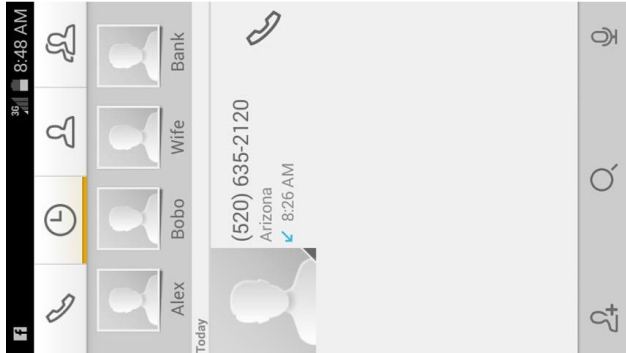 3G 8:48 AM
Alex Bobo Wife Bank
Today
(520) 635-2120
Arizona
8:26 AM